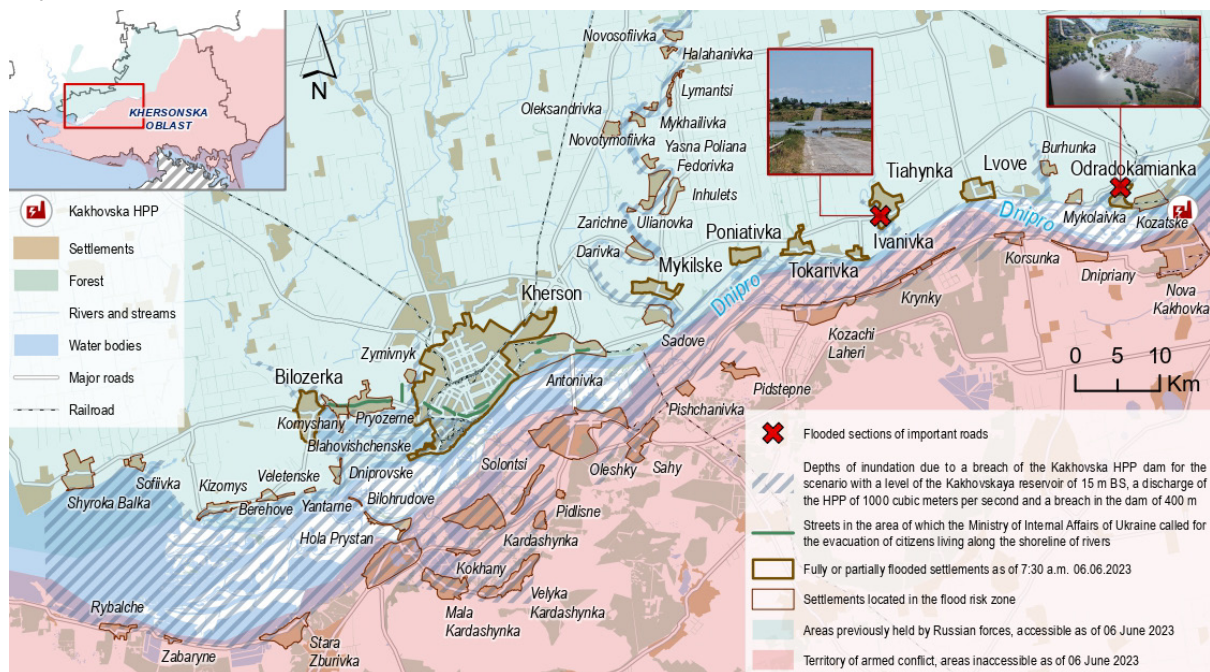 KHERSONSKA
OBLAST
N
Kakhovska HPP
Settlements
Forest
Rivers and streams
Water bodies
Major roads
Railroad
Novosofiivka
Halahanivka
Lymantsi
Oleksandrivka
Mykhailivka
Novotymofiivka
Yasna Poliana
Fedorivka
Inhulets
Zarichne
Ulianovka
Darivka
Mykilske
Poniativka
Tokarivka
Tiahynka
Ivanivka
Lvove
Burhunka
Odradokamianka
Mykolaivka
Kozatske
Dnipro
Dnipro
Korsunka
Dnipriany
Nova
Kakhovka
Krynky
Kozachi
Laheri
Sadove
Kherson
Zymivnyk
Antonivka
Bilozerka
Komyshany
Pryozerne
Blahovishchenske
Pidstepne
Pishchanivka
Dniprovske
Solontsi
Oleshky
Sahy
Veletenske
Kizomys
Sofiivka
Shyroka Balka
Berehove
Yantarne
Bilohrudove
Pidlisne
Hola Prystan
Kardashynka
Kokhany
Velyka
Kardashynka
Mala
Kardashynka
Rybalche
Zabaryne
Stara
Zburivka
0 5 10
Km
Flooded sections of important roads
Depths of inundation due to a breach of the Kakhovska HPP dam for the
scenario with a level of the Kakhovskaya reservoir of 15 m BS, a discharge of
the HPP of 1000 cubic meters per second and a breach in the dam of 400 m
Streets in the area of which the Ministry of Internal Affairs of Ukraine called for
the evacuation of citizens living along the shoreline of rivers
Fully or partially flooded settlements as of 7:30 a.m. 06.06.2023
Settlements located in the flood risk zone
Areas previously held by Russian forces, accessible as of 06 June 2023
Territory of armed conflict, areas inaccessible as of 06 June 2023